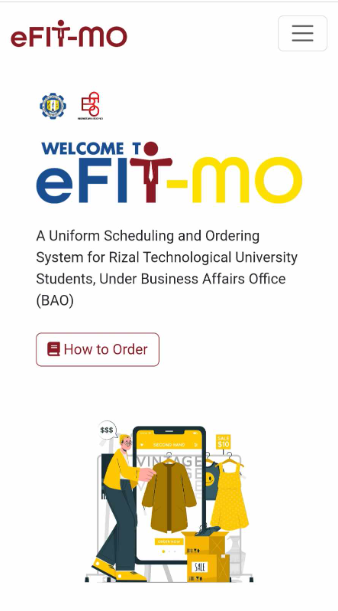 eFIT-MO
WELCOME T
eFIT-MO
A Uniform Scheduling and Ordering
System for Rizal Technological University
Students, Under Business Affairs Office
(BAO)
How to Order
$$$
SECOND HAND
SALE
$10
VINTAGE
SALE